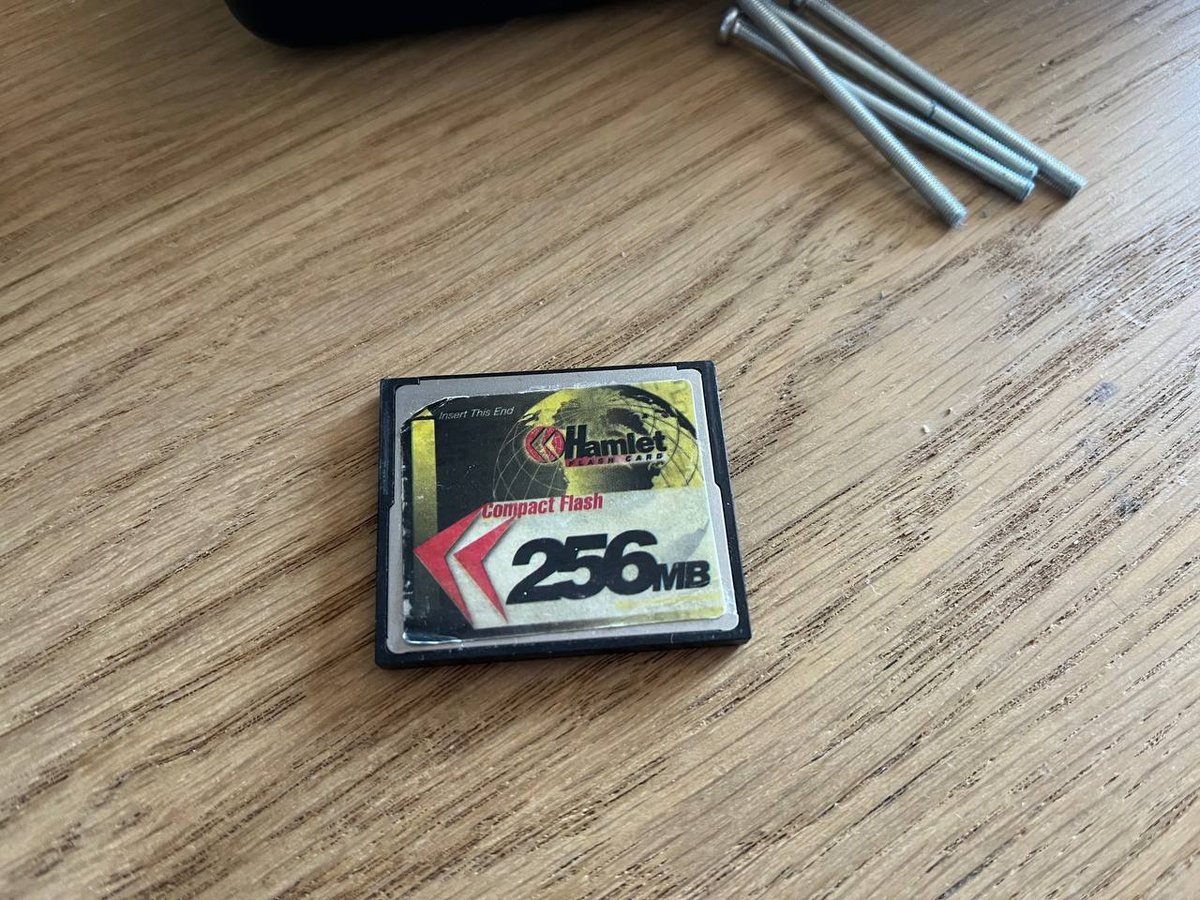 Insert This End
Hamlet
FLASH CARD
Compact Flash
256MB